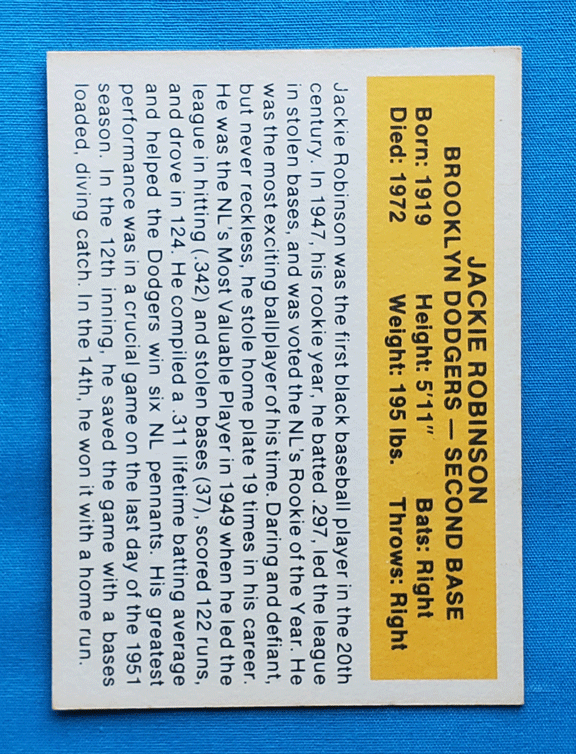 JACKIE ROBINSON
BROOKLYN DODGERS — SECOND BASE
Born: 1919 Height: 5'11" Bats: Right
Died: 1972 Weight: 195 lbs. Throws: Right
Jackie Robinson was the first black baseball player in the 20th
century. In 1947, his rookie year, he batted .297, led the league
in stolen bases, and was voted the NL's Rookie of the Year. He
was the most exciting ballplayer of his time. Daring and defiant,
but never reckless, he stole home plate 19 times in his career.
He was the NL's Most Valuable Player in 1949 when he led the
league in hitting (.342) and stolen bases (37), scored 122 runs,
and drove in 124. He compiled a .311 lifetime batting average
and helped the Dodgers win six NL pennants. His greatest
performance was in a crucial game on the last day of the 1951
season. In the 12th inning, he saved the game with a bases
loaded, diving catch. In the 14th, he won it with a home run.